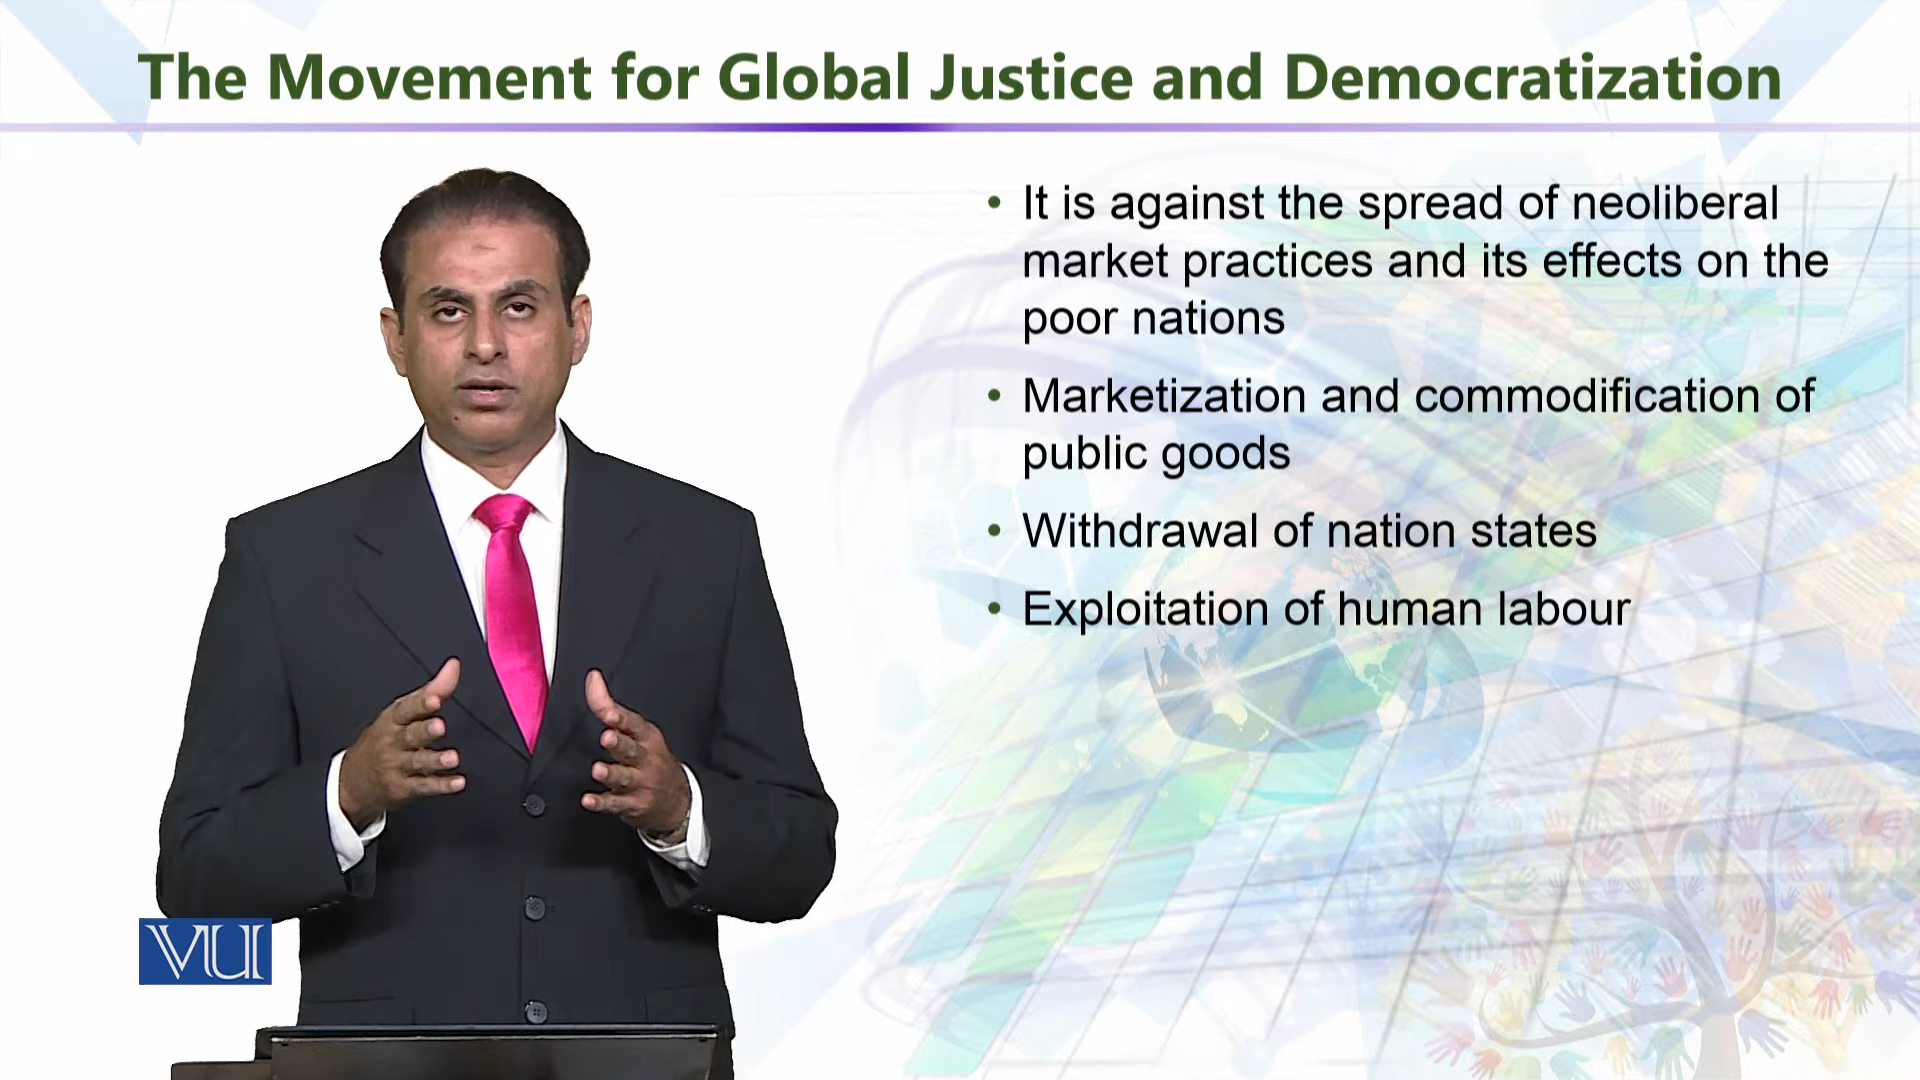 The Movement for Global Justice and Democratization
• It is against the spread of neoliberal
market practices and its effects on the
poor nations
• Marketization and commodification of
public goods
• Withdrawal of nation states
• Exploitation of human labour
VU